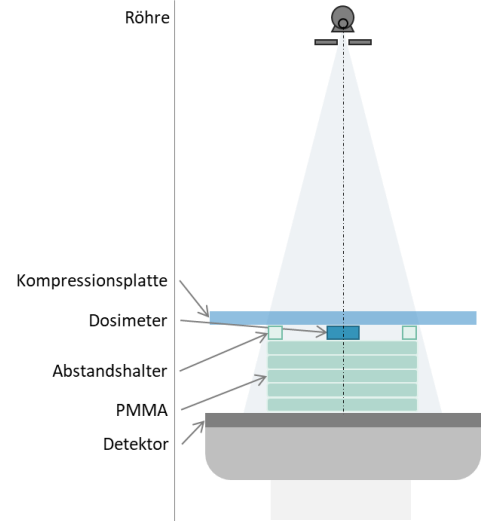 Röhre
Kompressionsplatte
Dosimeter
Abstandshalter
PMMA
Detektor